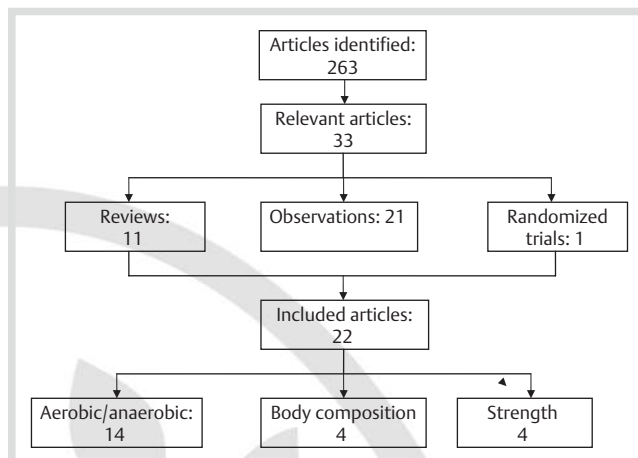 Articles identified:
263
Relevant articles:
33
Reviews:
11
Observations: 21
Randomized
trials: 1
Included articles:
22
Aerobic/anaerobic:
14
Body composition
4
Strength
4